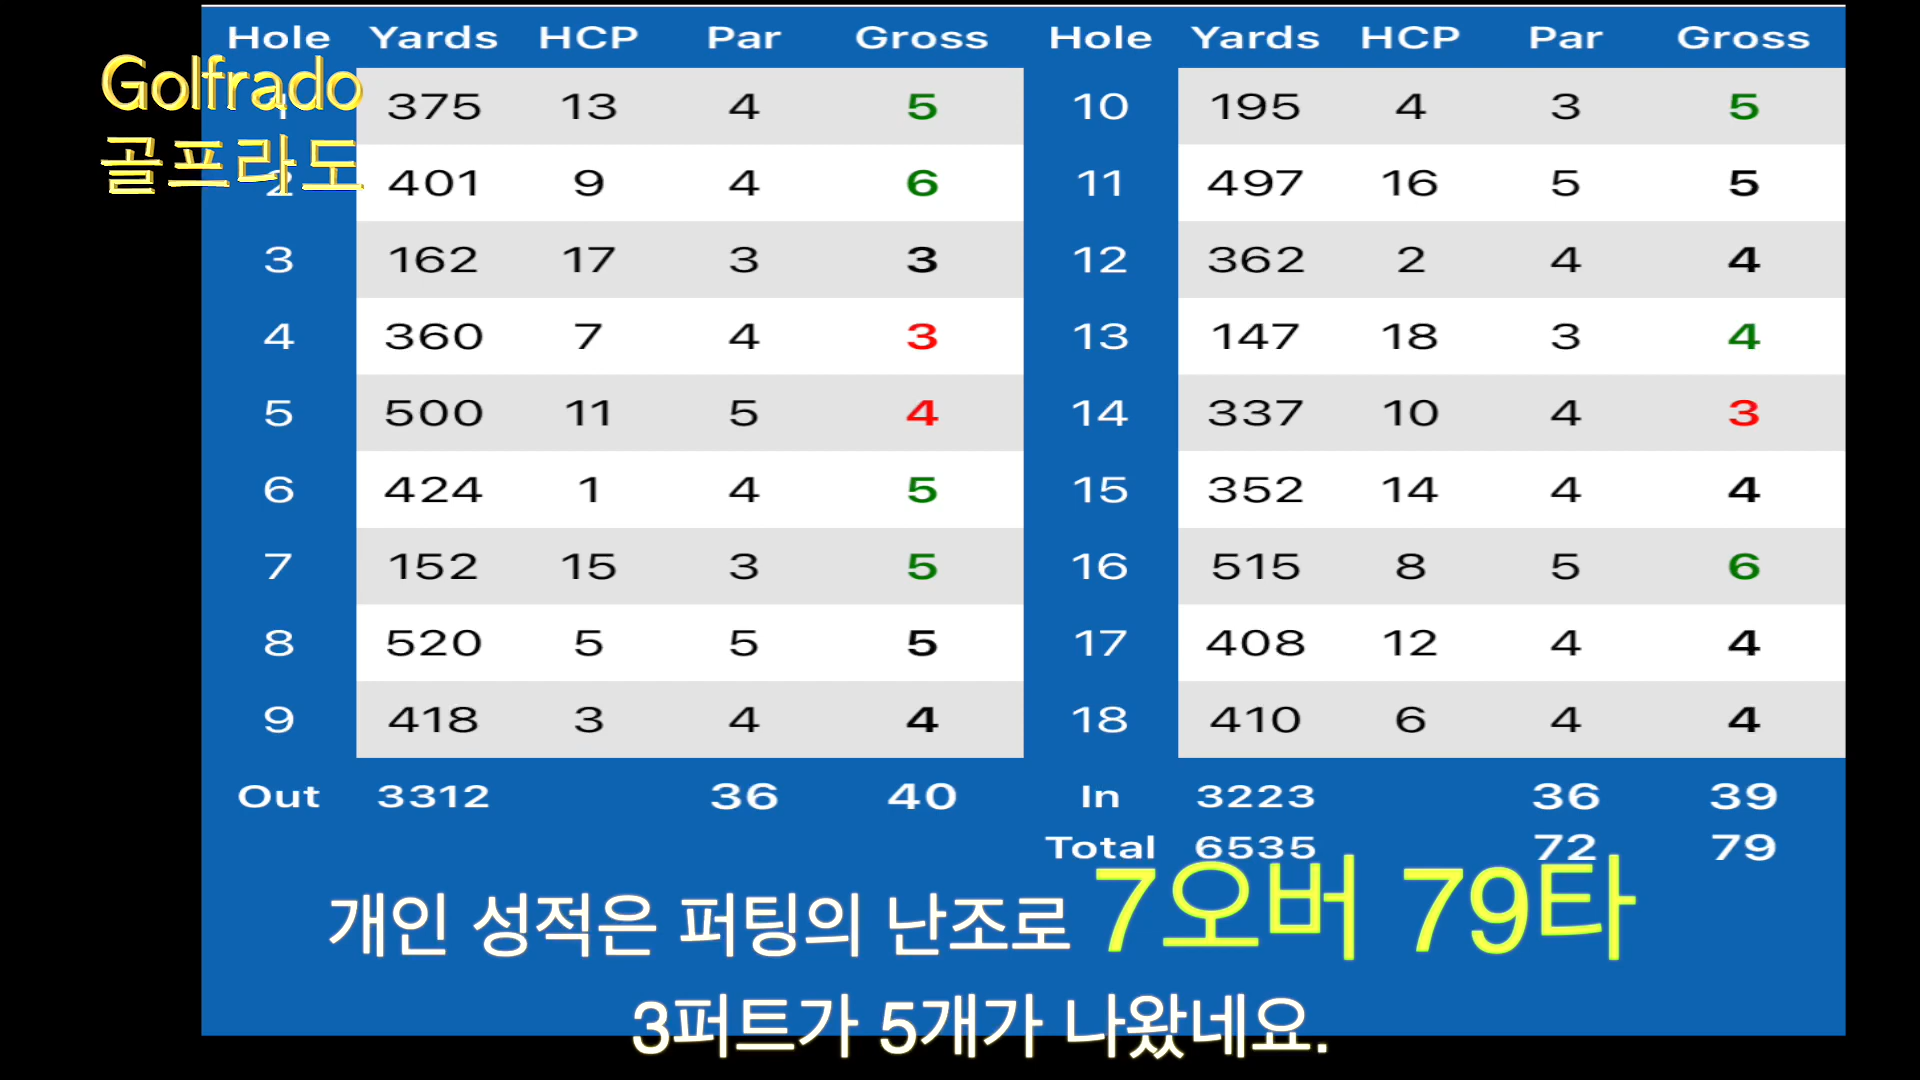 Hole Yards HCP Par Gross Hole Yards HCP Par Gross
Golfrado
1 375 13 4 5 10 195 4 3 5
골프라도
2 401 9 4 6 11 497 16 5 5
3 162 17 3 3 12 362 2 4 4
4 360 7 4 3 13 147 18 3 4
5 500 11 5 4 14 337 10 4 3
6 424 1 4 5 15 352 14 4 4
7 152 15 3 5 16 515 8 5 6
8 520 5 5 5 17 408 12 4 4
9 418 3 4 4 18 410 6 4 4
Out 3312 36 40 In 3223 36 39
Total 6535 72 79
개인 성적은 퍼팅의 난조로 7오버 79타
3퍼트가 5개가 나왔네요.